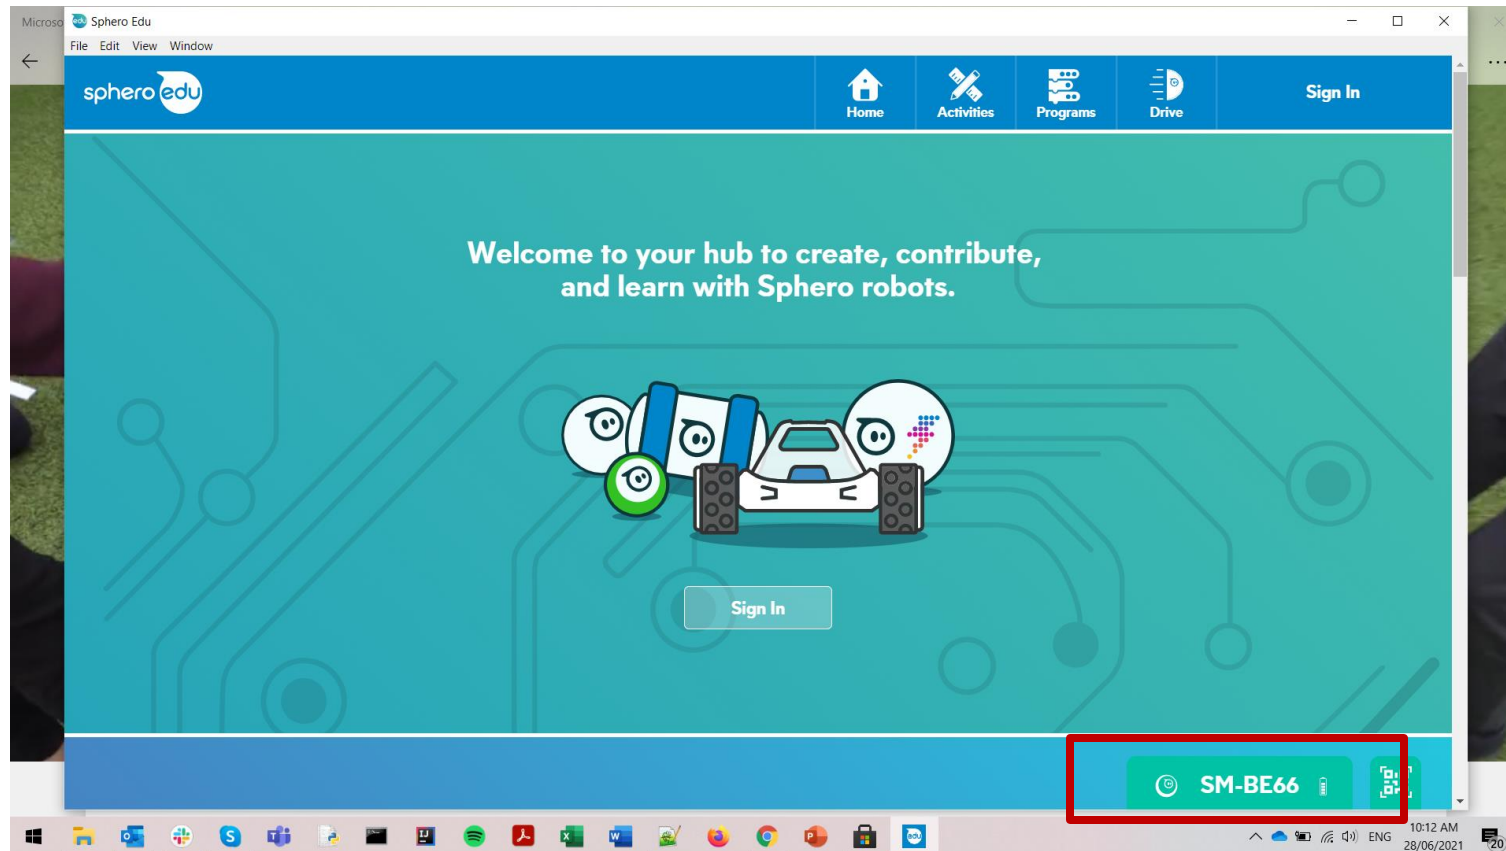 Microso
Sphero Edu
File Edit View Window
sphero edu
Home
Activities
Programs
Drive
Sign In
Welcome to your hub to create, contribute,
and learn with Sphero robots.
Sign In
SM-BE66
ENG
10:12 AM
28/06/2021
20